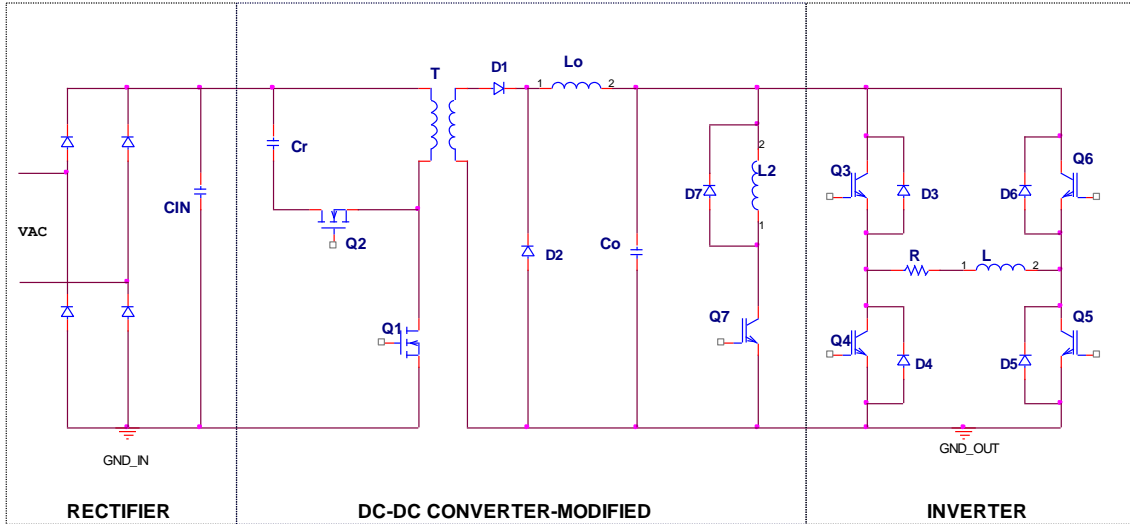 T
D1
Lo
1
2
Cr
CIN
VAC
Q2
Q1
D2
Co
D7
2
L2
1
Q7
Q3
D3
D6
Q6
R
1
L
2
Q4
D4
D5
Q5
GND_IN
GND_OUT
RECTIFIER
DC-DC CONVERTER-MODIFIED
INVERTER